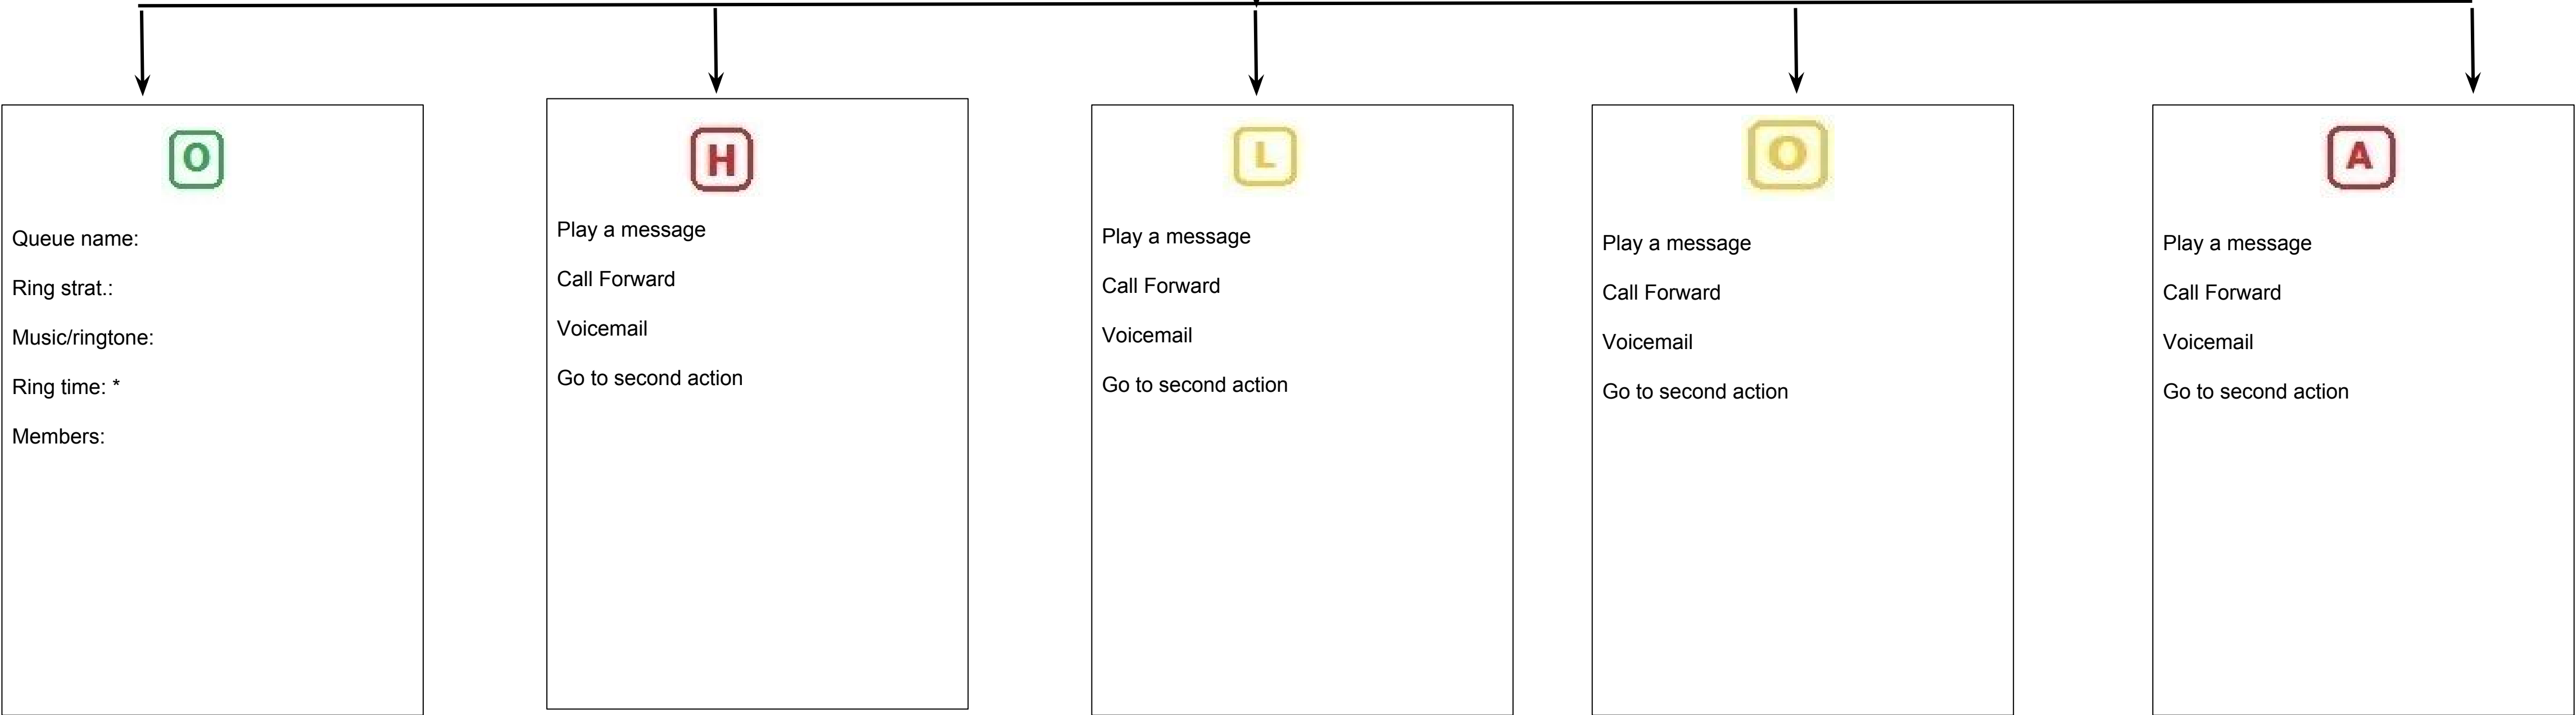 O
Queue name:
Ring strat.:
Music/ringtone:
Ring time: *
Members:
H
Play a message
Call Forward
Voicemail
Go to second action
L
Play a message
Call Forward
Voicemail
Go to second action
O
Play a message
Call Forward
Voicemail
Go to second action
A
Play a message
Call Forward
Voicemail
Go to second action